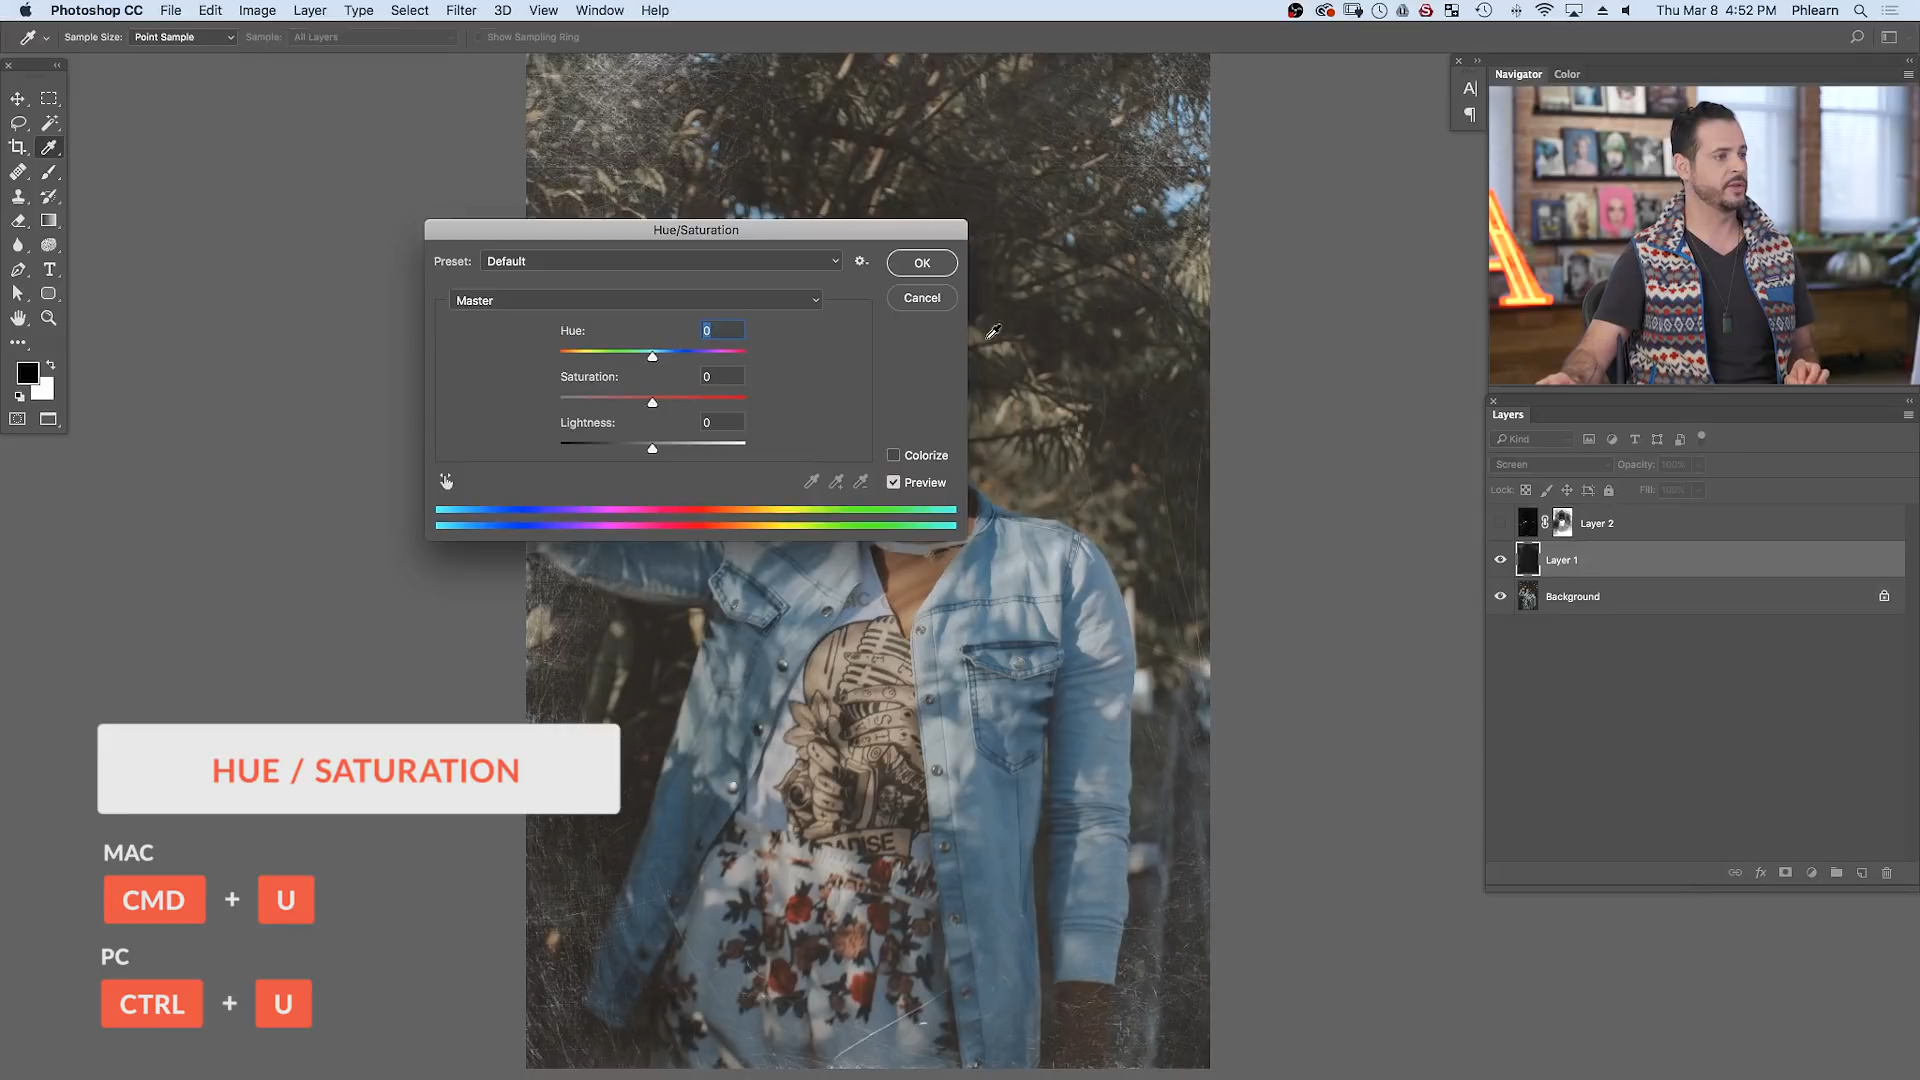 Photoshop CC File Edit Image Layer Type Select Filter 3D View Window Help
Thu Mar 8 4:52 PM Phlearn
Sample Size: Point Sample Sample: All Layers Show Sampling Ring
Navigator Color
Hue/Saturation
Preset: Default
OK
Master
Cancel
Hue: 0
Saturation: 0
Lightness: 0
Colorize
Preview
Layers
Kind
Screen Opacity: 100%
Lock: Fill: 100%
Layer 2
Layer 1
Background
HUE / SATURATION
MAC
CMD + U
PC
CTRL + U